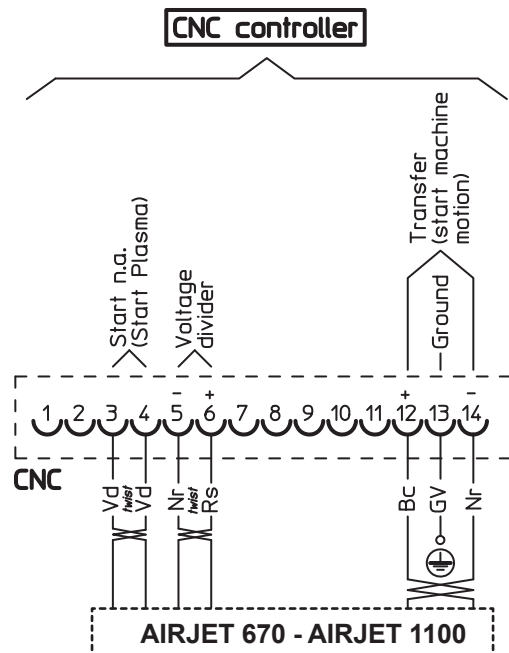 CNC controller
Start n.a.
(Start Plasma)
Voltage
divider
Transfer
(start machine
motion)
Ground
- + + -
1 2 3 4 5 6 7 8 9 10 11 12 13 14
CNC
Vd twist Vd Nr twist Rs Bc GV Nr
AIRJET 670 - AIRJET 1100